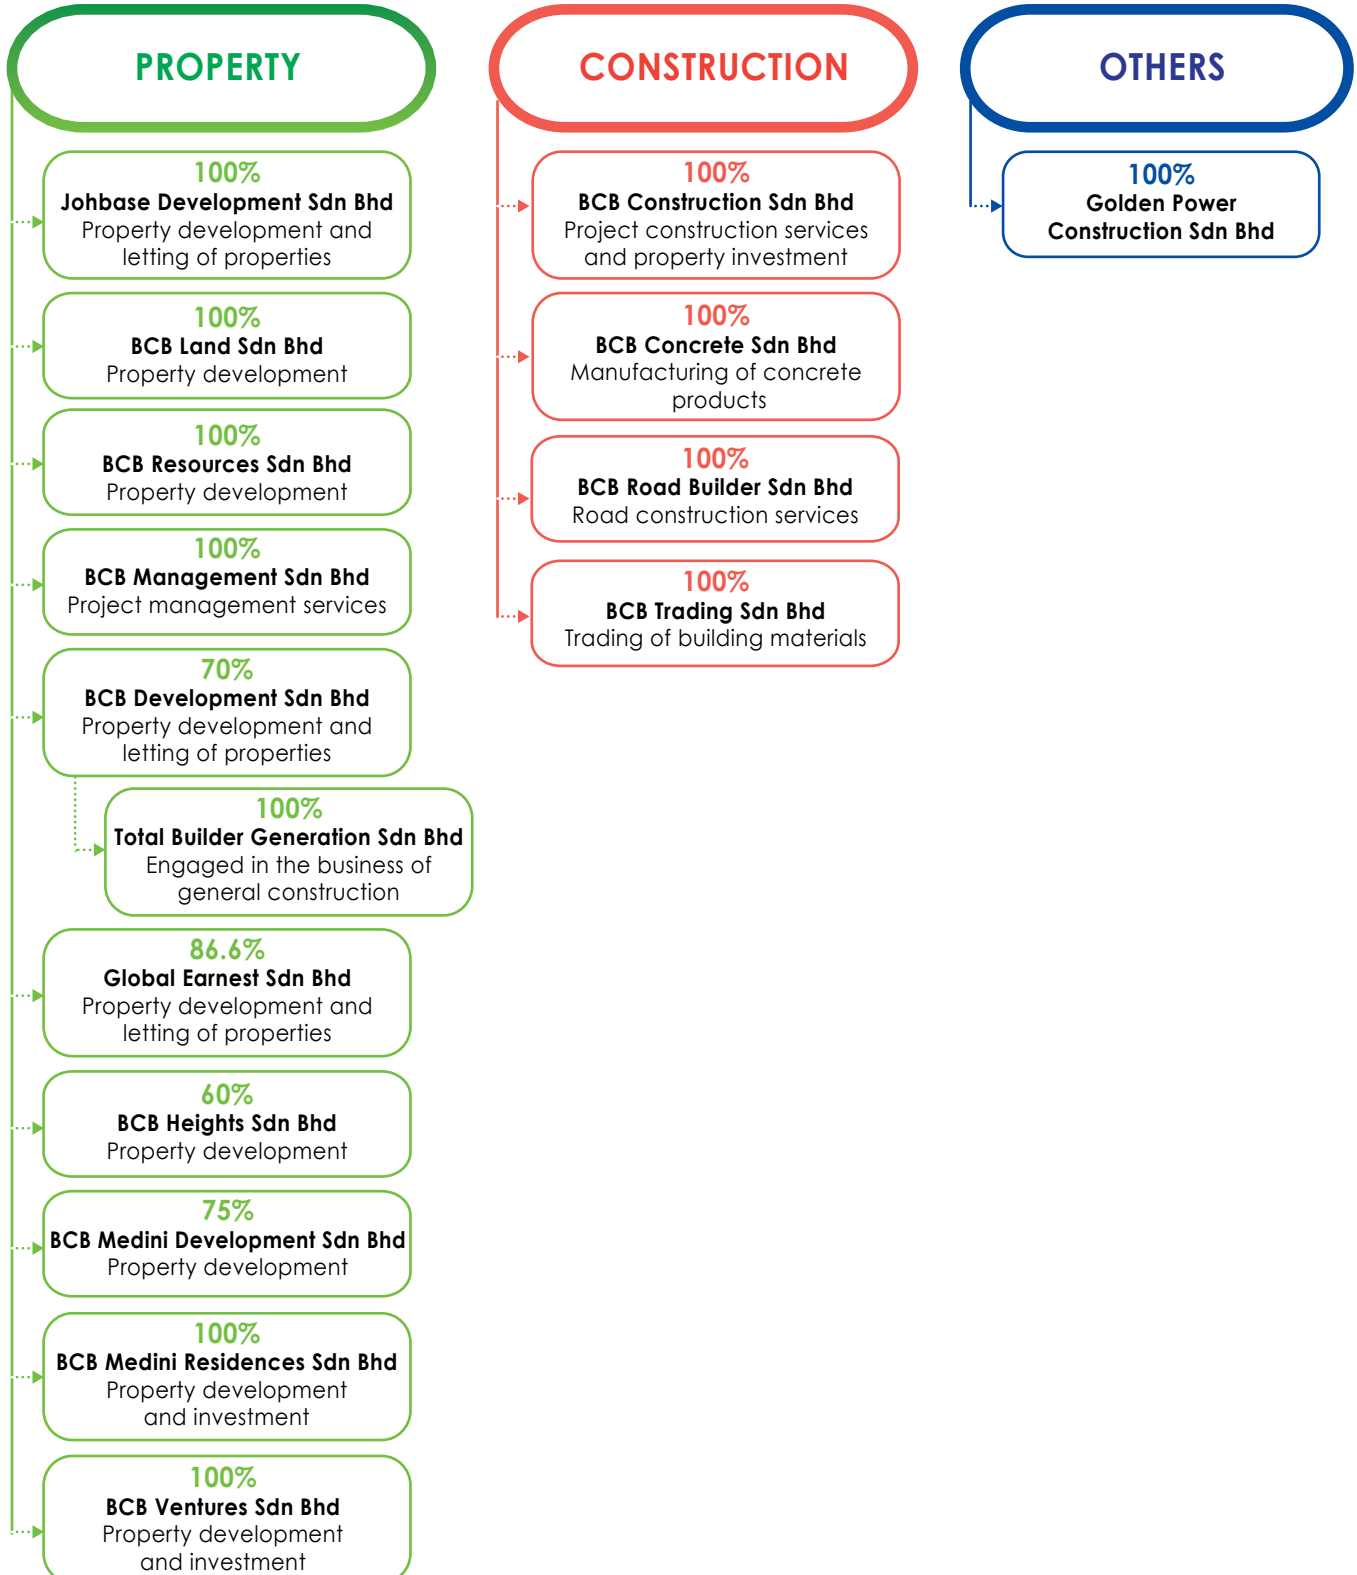 PROPERTY
100%
Johbase Development Sdn Bhd
Property development and
letting of properties
100%
BCB Land Sdn Bhd
Property development
100%
BCB Resources Sdn Bhd
Property development
100%
BCB Management Sdn Bhd
Project management services
70%
BCB Development Sdn Bhd
Property development and
letting of properties
100%
Total Builder Generation Sdn Bhd
Engaged in the business of
general construction
86.6%
Global Earnest Sdn Bhd
Property development and
letting of properties
60%
BCB Heights Sdn Bhd
Property development
75%
BCB Medini Development Sdn Bhd
Property development
100%
BCB Medini Residences Sdn Bhd
Property development
and investment
100%
BCB Ventures Sdn Bhd
Property development
and investment
CONSTRUCTION
100%
BCB Construction Sdn Bhd
Project construction services
and property investment
100%
BCB Concrete Sdn Bhd
Manufacturing of concrete
products
100%
BCB Road Builder Sdn Bhd
Road construction services
100%
BCB Trading Sdn Bhd
Trading of building materials
OTHERS
100%
Golden Power
Construction Sdn Bhd